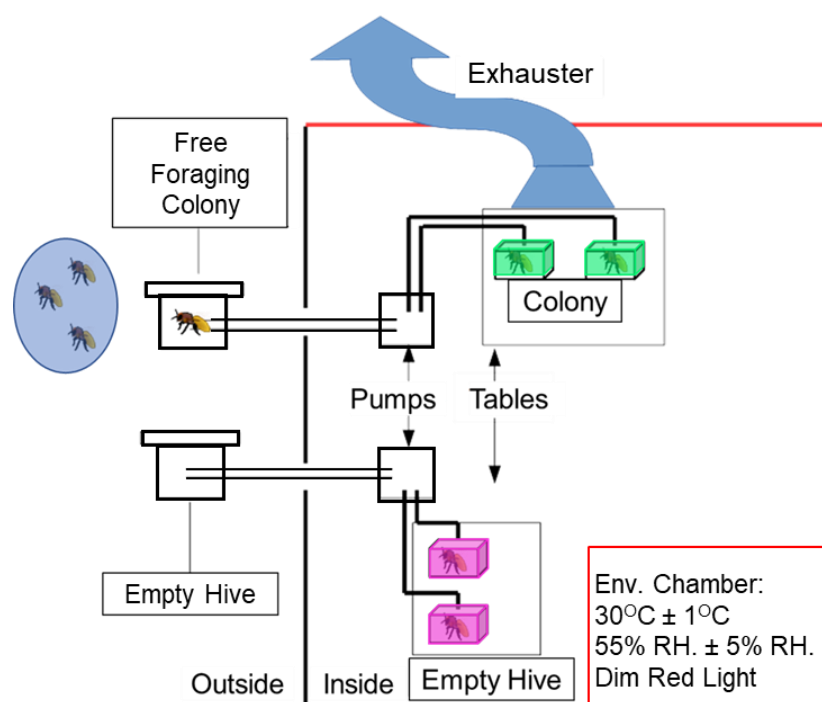 Exhauster
Free
Foraging
Colony
Colony
Pumps
Tables
Empty Hive
Outside
Inside
Empty Hive
Env. Chamber:
30ᴼC ± 1ᴼC
55% RH. ± 5% RH.
Dim Red Light